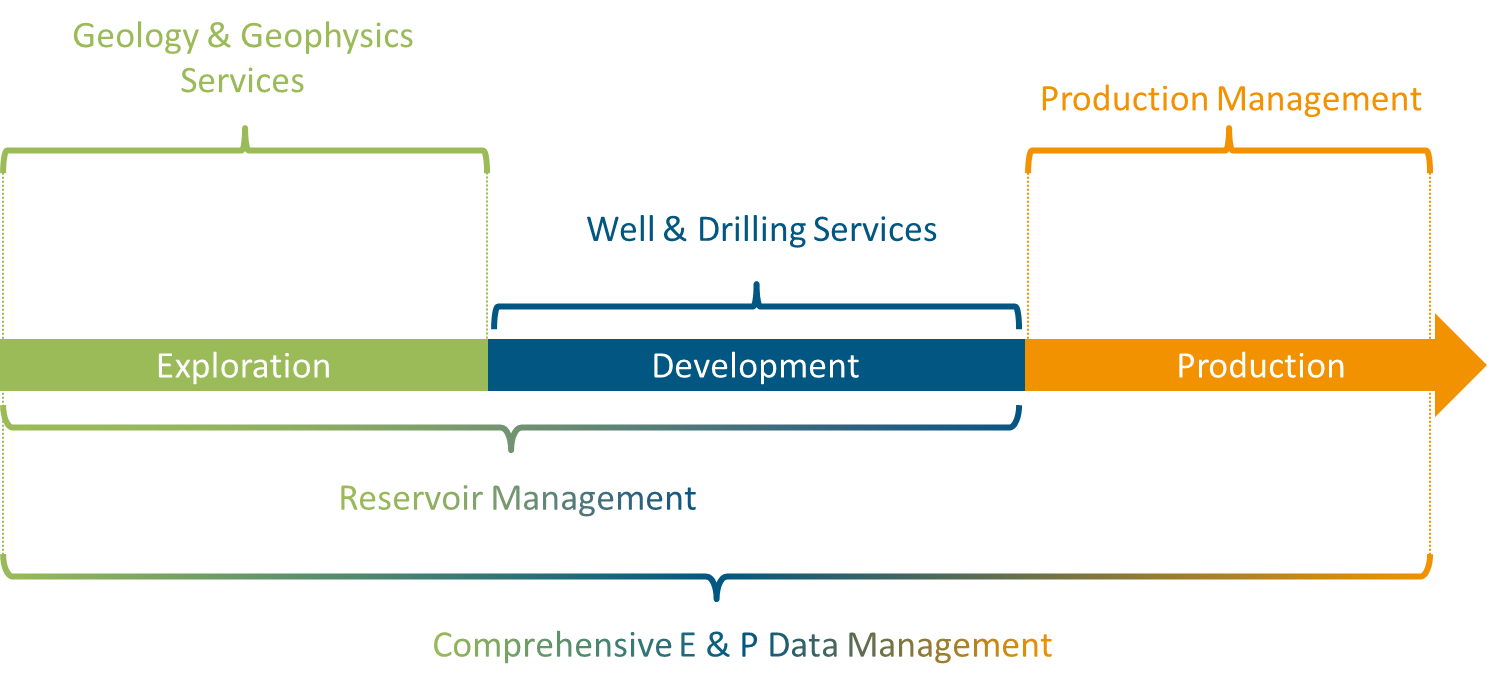 Geology & Geophysics
Services
Production Management
Well & Drilling Services
Exploration
Development
Production
Reservoir Management
Comprehensive E & P Data Management